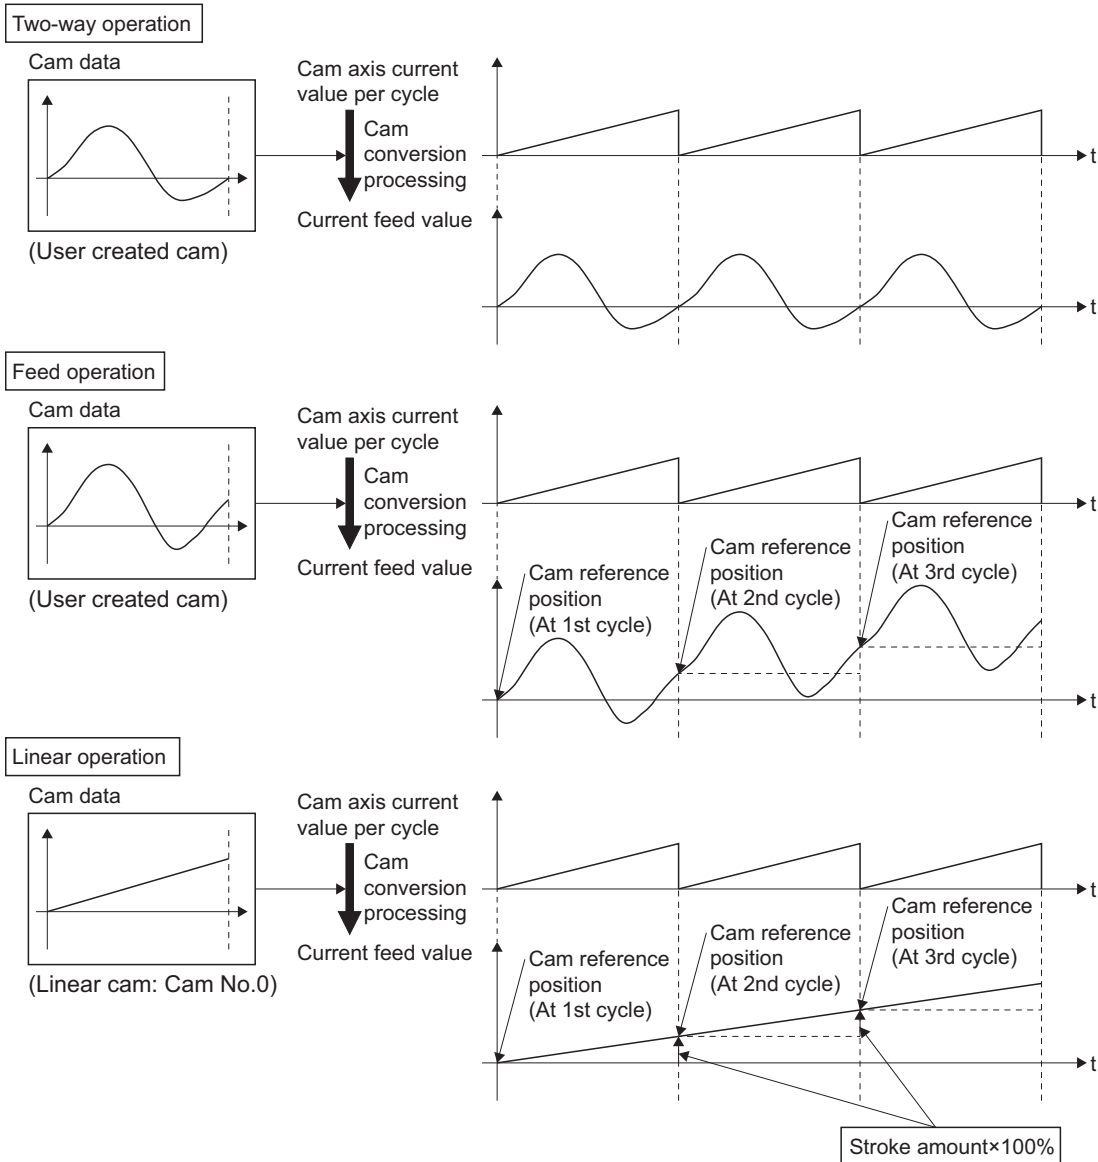 Two-way operation
Cam data
(User created cam)
Cam axis current
value per cycle
Cam
conversion
processing
Current feed value
t
t
Feed operation
Cam data
(User created cam)
Cam axis current
value per cycle
Cam
conversion
processing
Current feed value
t
Cam reference
position
(At 1st cycle)
Cam reference
position
(At 2nd cycle)
Cam reference
position
(At 3rd cycle)
t
Linear operation
Cam data
(Linear cam: Cam No.0)
Cam axis current
value per cycle
Cam
conversion
processing
Current feed value
t
Cam reference
position
(At 1st cycle)
Cam reference
position
(At 2nd cycle)
Cam reference
position
(At 3rd cycle)
t
Stroke amount×100%